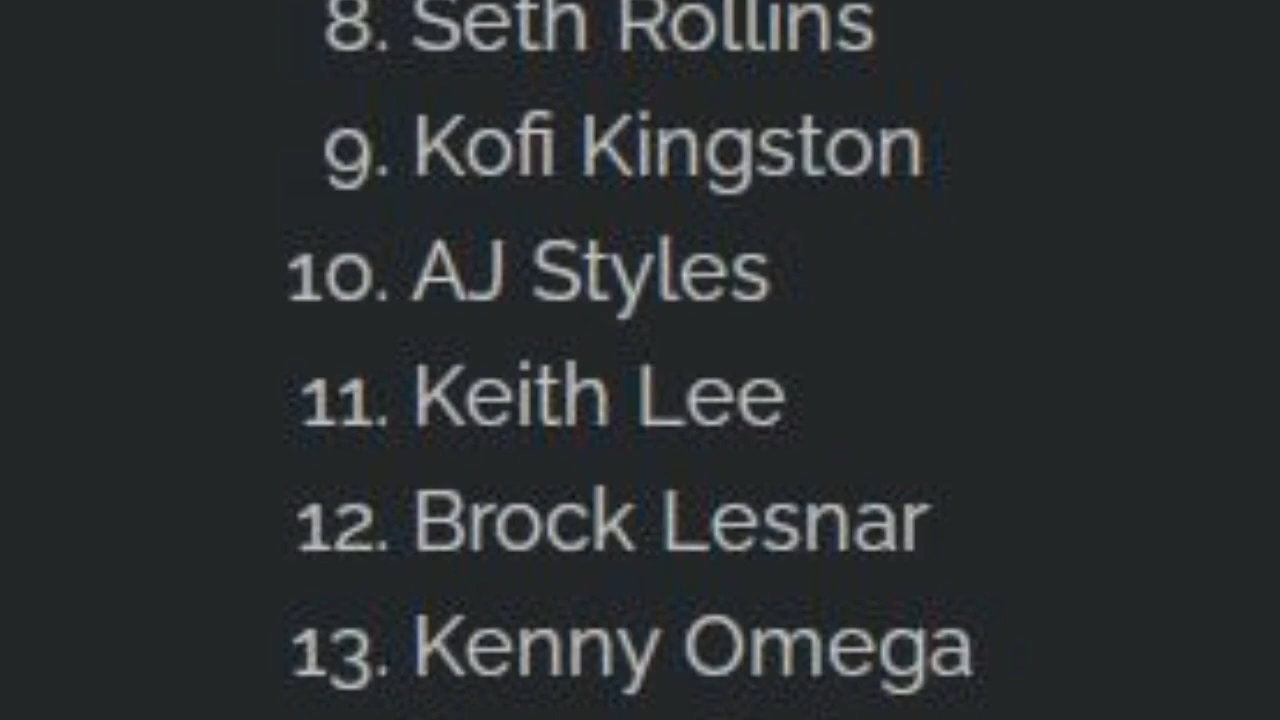 8. Seth Rollins
9. Kofi Kingston
10. AJ Styles
11. Keith Lee
12. Brock Lesnar
13. Kenny Omega